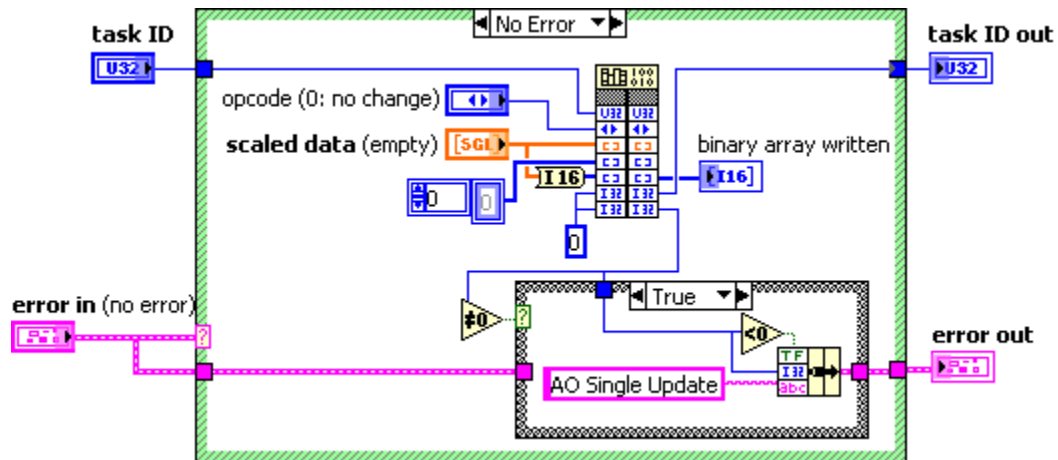 No Error
task ID
task ID out
U32
U32
opcode (0: no change)
scaled data (empty)
[SGL]
I16
binary array written
[I16]
U32 U32
I32 I32
I32 I32
100
010
0
0
0
True
error in (no error)
≠0
?
?
<0
error out
TF
I32
abc
AO Single Update